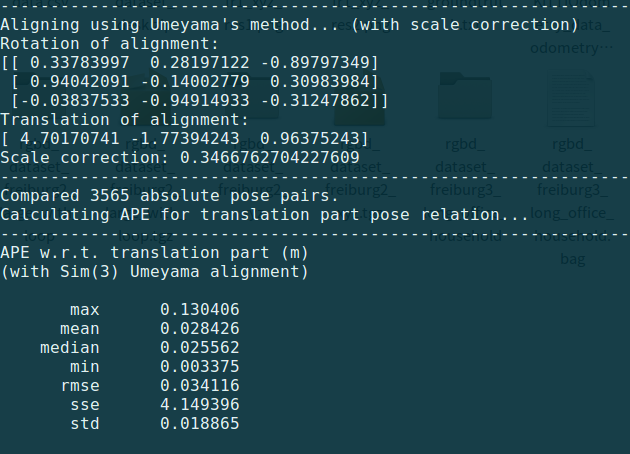 --------------------------------------------------------------------------------
Aligning using Umeyama's method... (with scale correction)
Rotation of alignment:
[[ 0.33783997  0.28197122 -0.89797349]
 [ 0.94042091 -0.14002779  0.30983984]
 [-0.03837533 -0.94914933 -0.31247862]]
Translation of alignment:
[ 4.70170741 -1.77394243  0.96375243]
Scale correction: 0.3466762704227609
--------------------------------------------------------------------------------
Compared 3565 absolute pose pairs.
Calculating APE for translation part pose relation...
--------------------------------------------------------------------------------
APE w.r.t. translation part (m)
(with Sim(3) Umeyama alignment)
max 0.130406
mean 0.028426
median 0.025562
min 0.003375
rmse 0.034116
sse 4.149396
std 0.018865